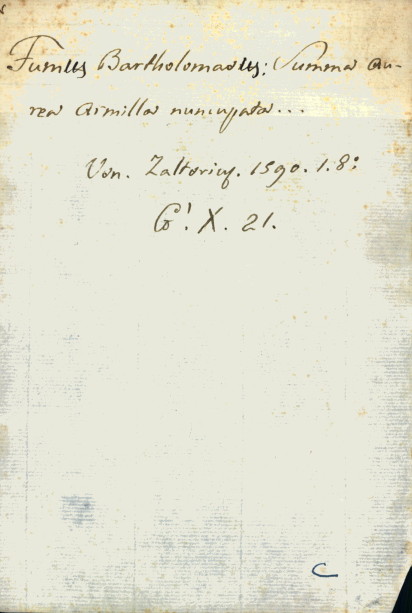 Fumus Bartholomaeus: Summa au-
rea armilla nuncupata...
Ven. Zalterius. 1590. 1. 8:
G'. X. 21.
C